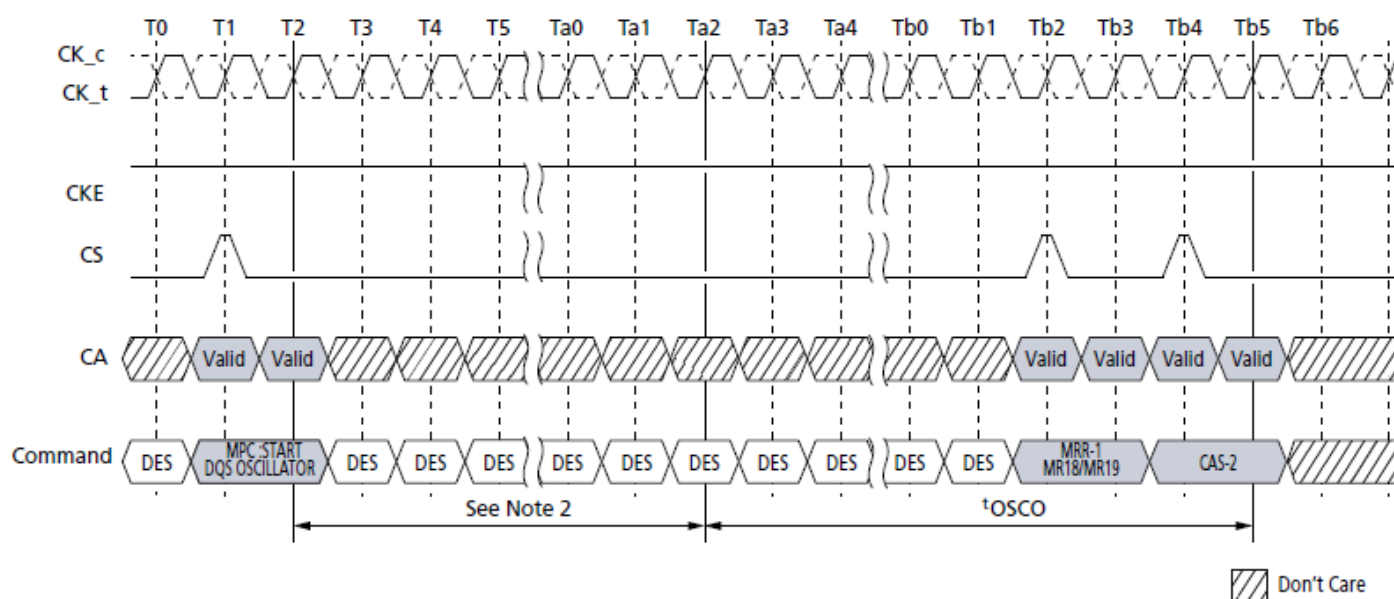 T0 T1 T2 T3 T4 T5 Ta0 Ta1 Ta2 Ta3 Ta4 Tb0 Tb1 Tb2 Tb3 Tb4 Tb5 Tb6
CK_c
CK_t
CKE
CS
CA Valid Valid Valid Valid Valid Valid
Command DES MPC :START DQS OSCILLATOR DES DES DES DES DES DES DES DES DES DES MRR-1 MR18/MR19 CAS-2
See Note 2 tOSCO
Don't Care